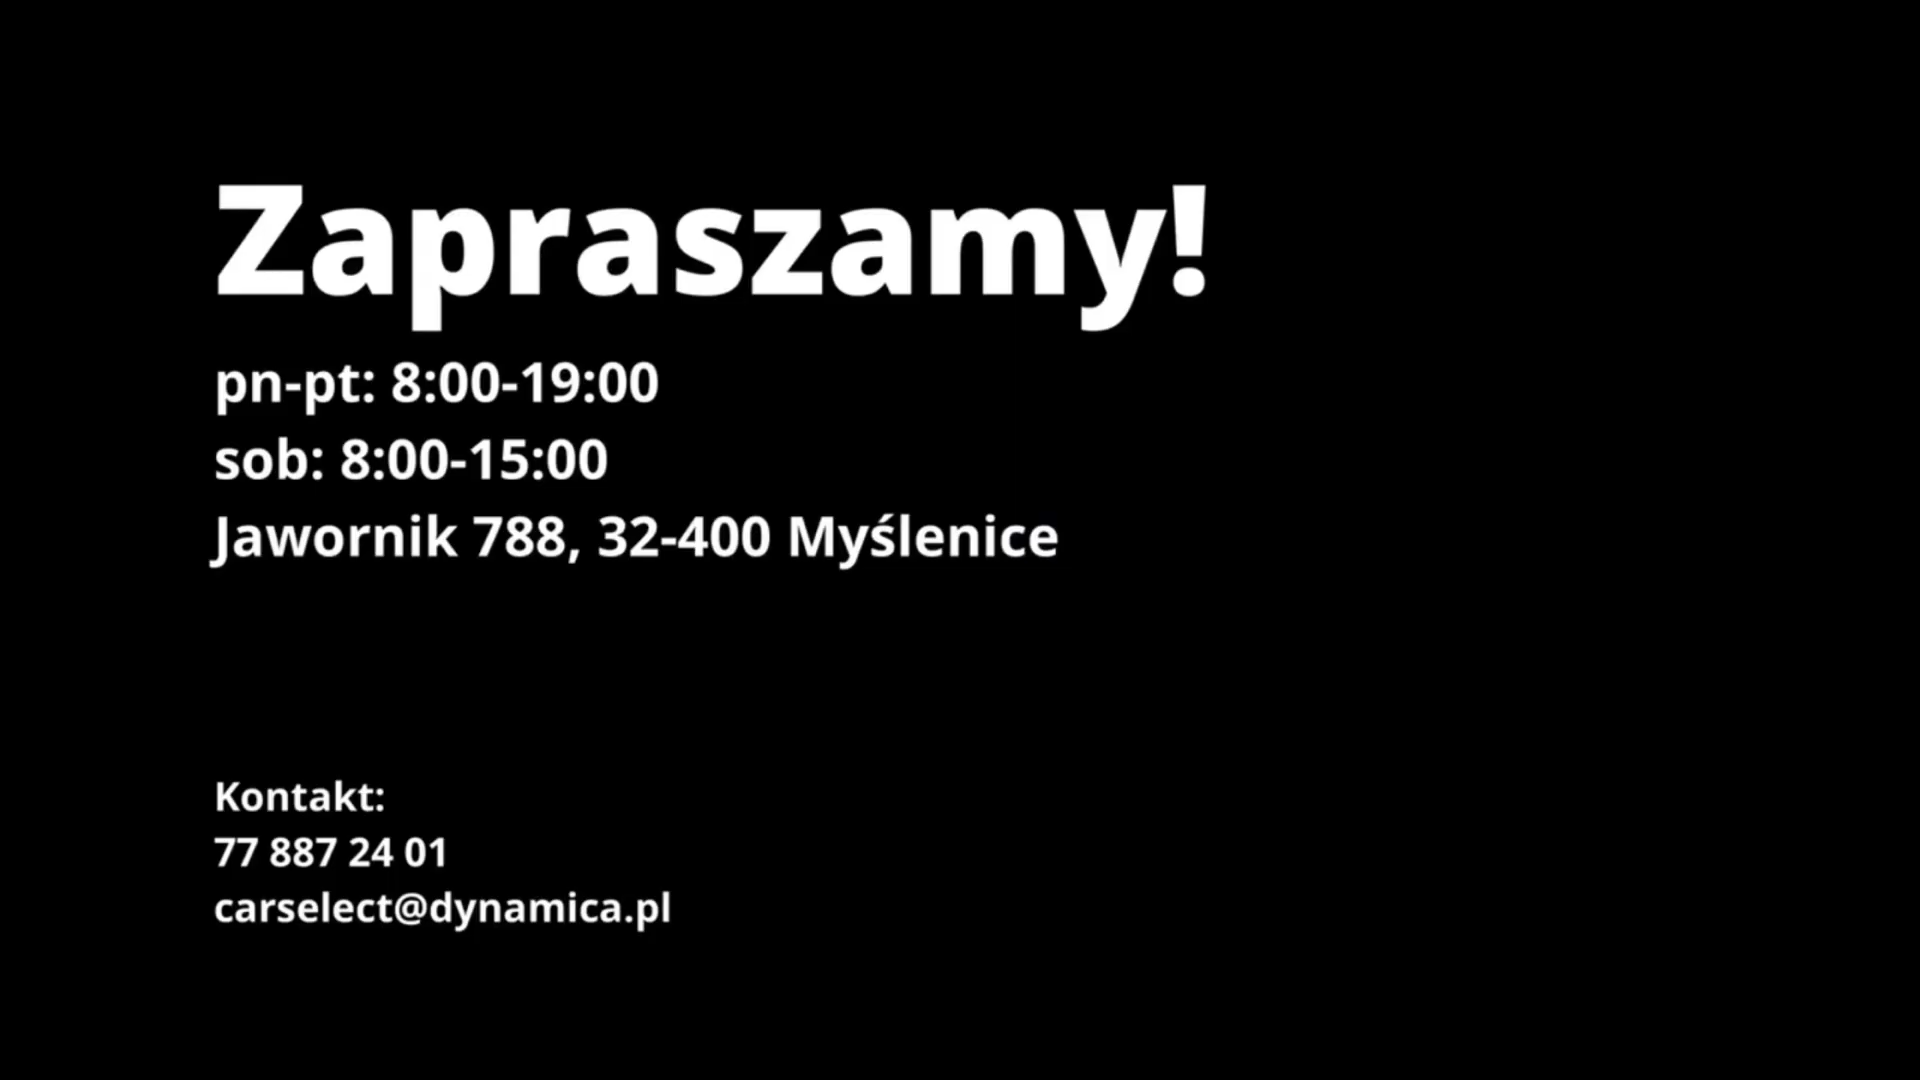 Zapraszamy!
pn-pt: 8:00-19:00
sob: 8:00-15:00
Jawornik 788, 32-400 Myślenice
Kontakt:
77 887 24 01
carselect@dynamica.pl